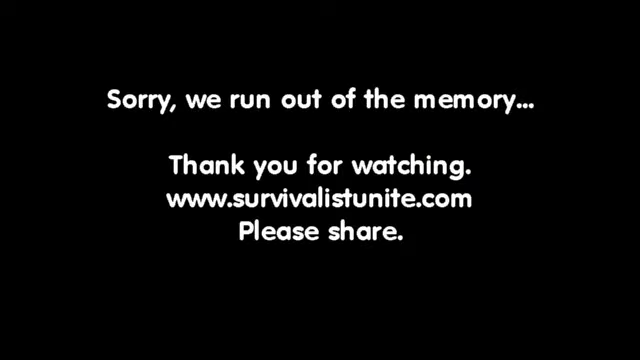 Sorry, we run out of the memory...
Thank you for watching.
www.survivalistunite.com
Please share.